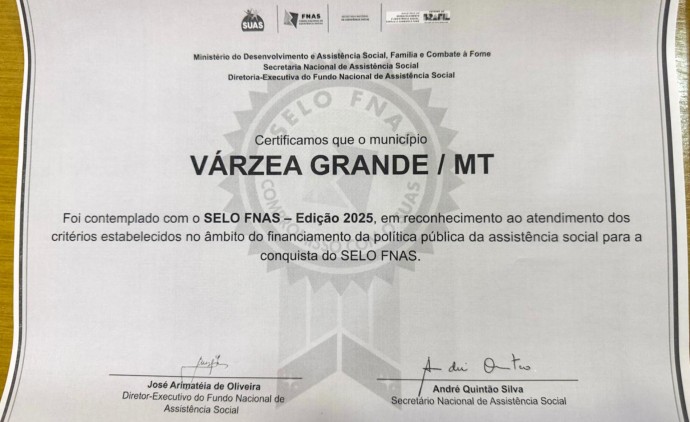 SUAS
FNAS
Ministério do Desenvolvimento e Assistência Social, Família e Combate à Fome
Secretaria Nacional de Assistência Social
Diretoria-Executiva do Fundo Nacional de Assistência Social
SELO FNAS
Certificamos que o município
VÁRZEA GRANDE / MT
Foi contemplado com o SELO FNAS – Edição 2025, em reconhecimento ao atendimento dos
critérios estabelecidos no âmbito do financiamento da política pública da assistência social para a
conquista do SELO FNAS.
José Arimatéia de Oliveira
Diretor-Executivo do Fundo Nacional de
Assistência Social
André Quintão Silva
Secretário Nacional de Assistência Social